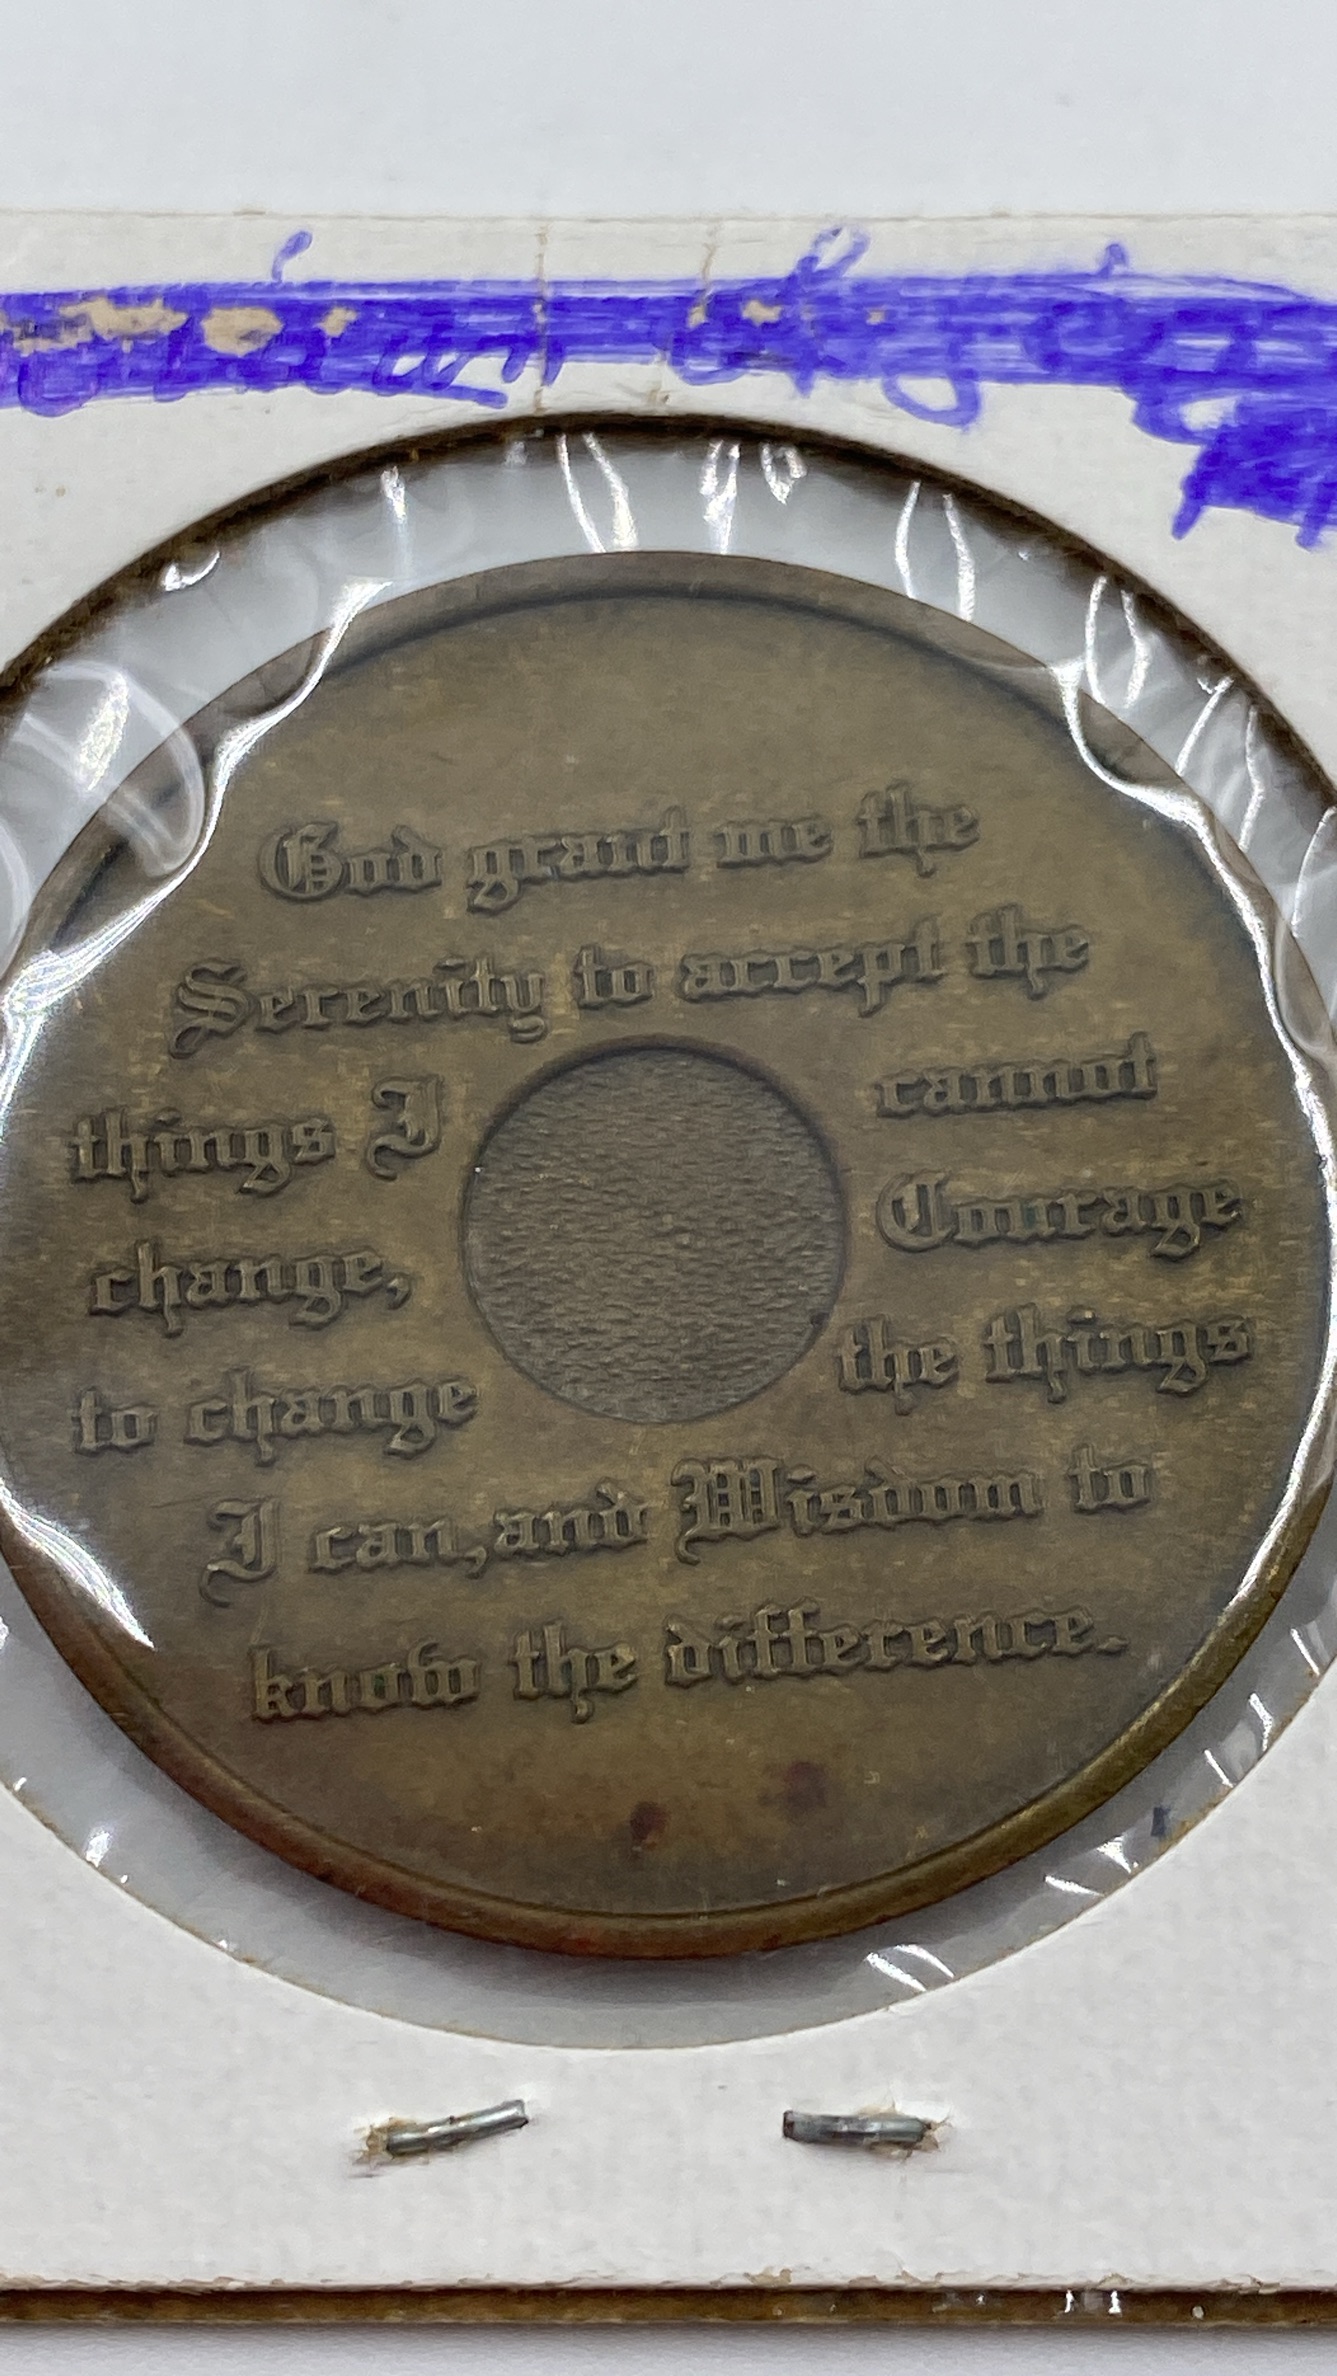 God grant me the
Serenity to accept the
things I cannot
change, Courage
to change the things
I can, and Wisdom to
know the difference.